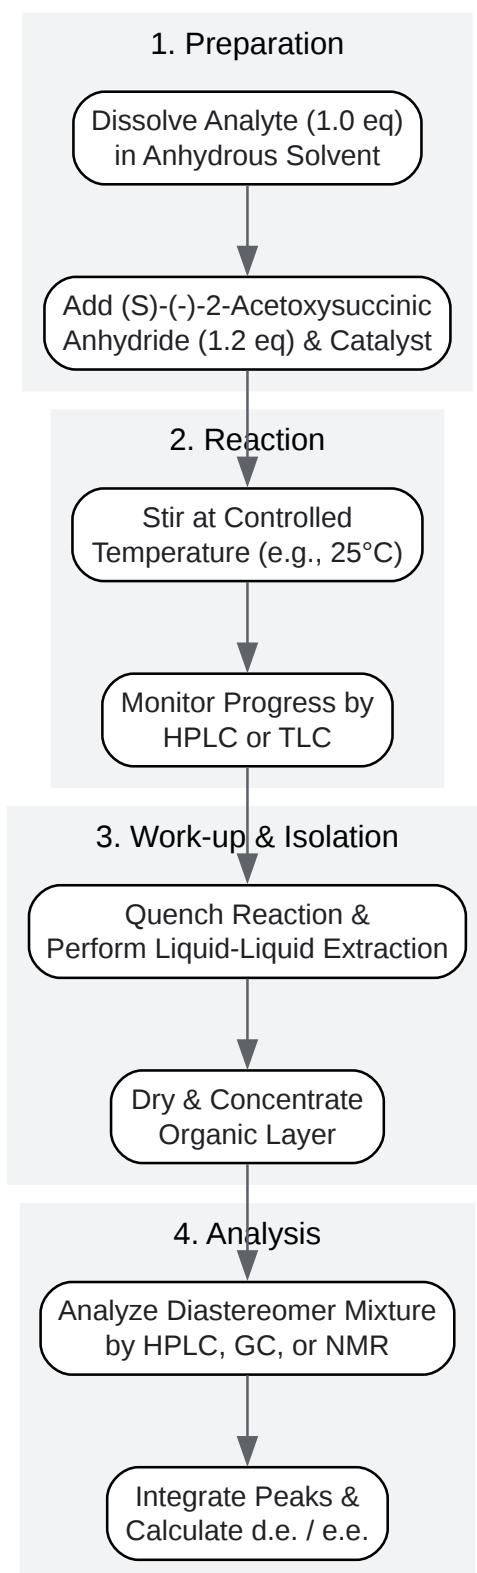 1. Preparation
Dissolve Analyte (1.0 eq)
in Anhydrous Solvent
Add (S)-(-)-2-Acetoxysuccinic
Anhydride (1.2 eq) & Catalyst
2. Reaction
Stir at Controlled
Temperature (e.g., 25°C)
Monitor Progress by
HPLC or TLC
3. Work-up & Isolation
Quench Reaction &
Perform Liquid-Liquid Extraction
Dry & Concentrate
Organic Layer
4. Analysis
Analyze Diastereomer Mixture
by HPLC, GC, or NMR
Integrate Peaks &
Calculate d.e. / e.e.